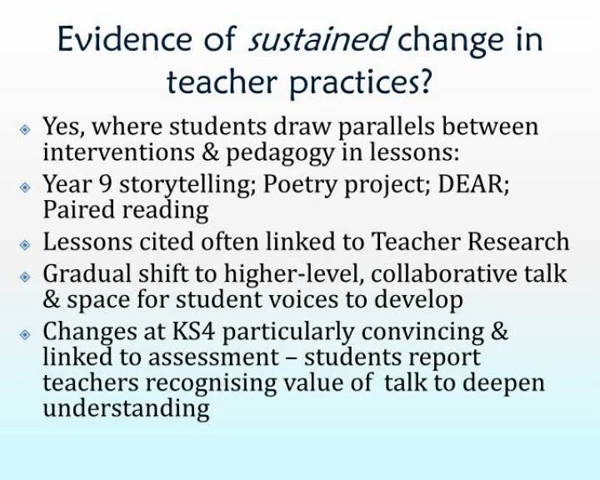 Evidence of sustained change in
teacher practices?
Yes, where students draw parallels between
interventions & pedagogy in lessons:
Year 9 storytelling; Poetry project; DEAR;
Paired reading
Lessons cited often linked to Teacher Research
Gradual shift to higher-level, collaborative talk
& space for student voices to develop
Changes at KS4 particularly convincing &
linked to assessment – students report
teachers recognising value of talk to deepen
understanding